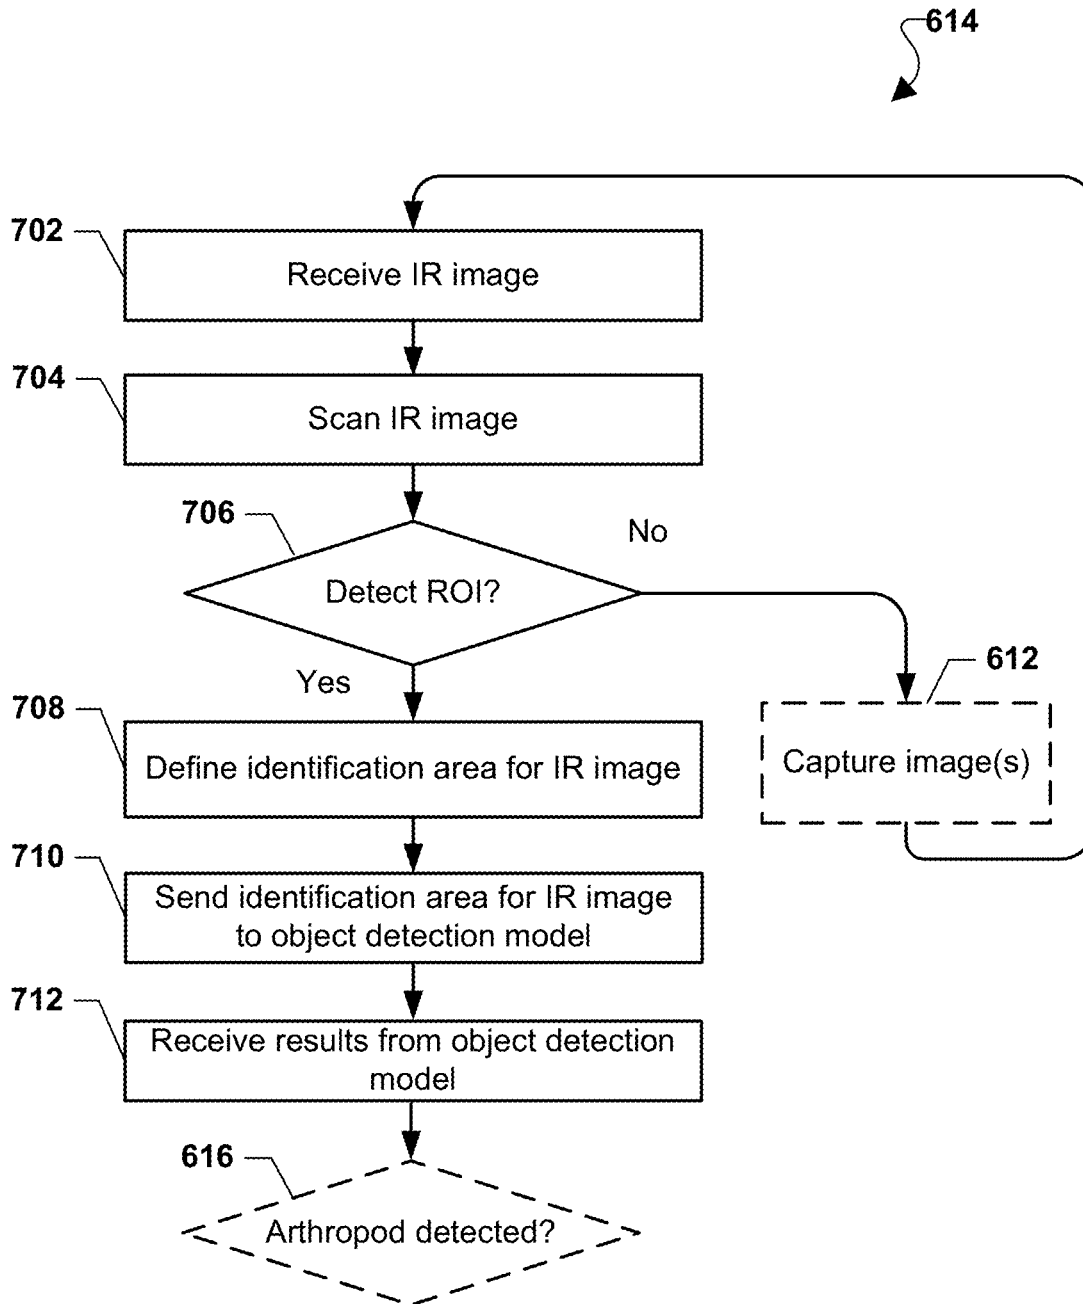 614
702
Receive IR image
704
Scan IR image
706
No
Detect ROI?
Yes
612
708
Capture image(s)
Define identification area for IR image
710
Send identification area for IR image
to object detection model
712
Receive results from object detection
model
616
Arthropod detected?